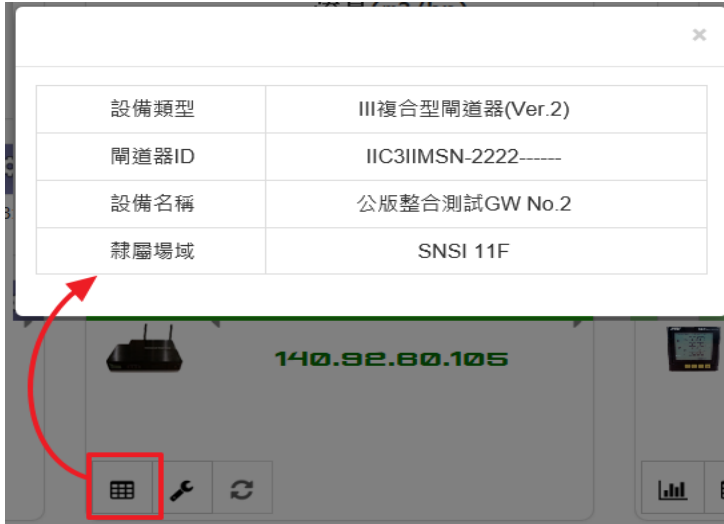 ×
設備類型 III複合型閘道器(Ver.2)
閘道器ID IIC3IIMSN-2222------
設備名稱 公版整合測試GW No.2
隸屬場域 SNSI 11F
140.92.60.105